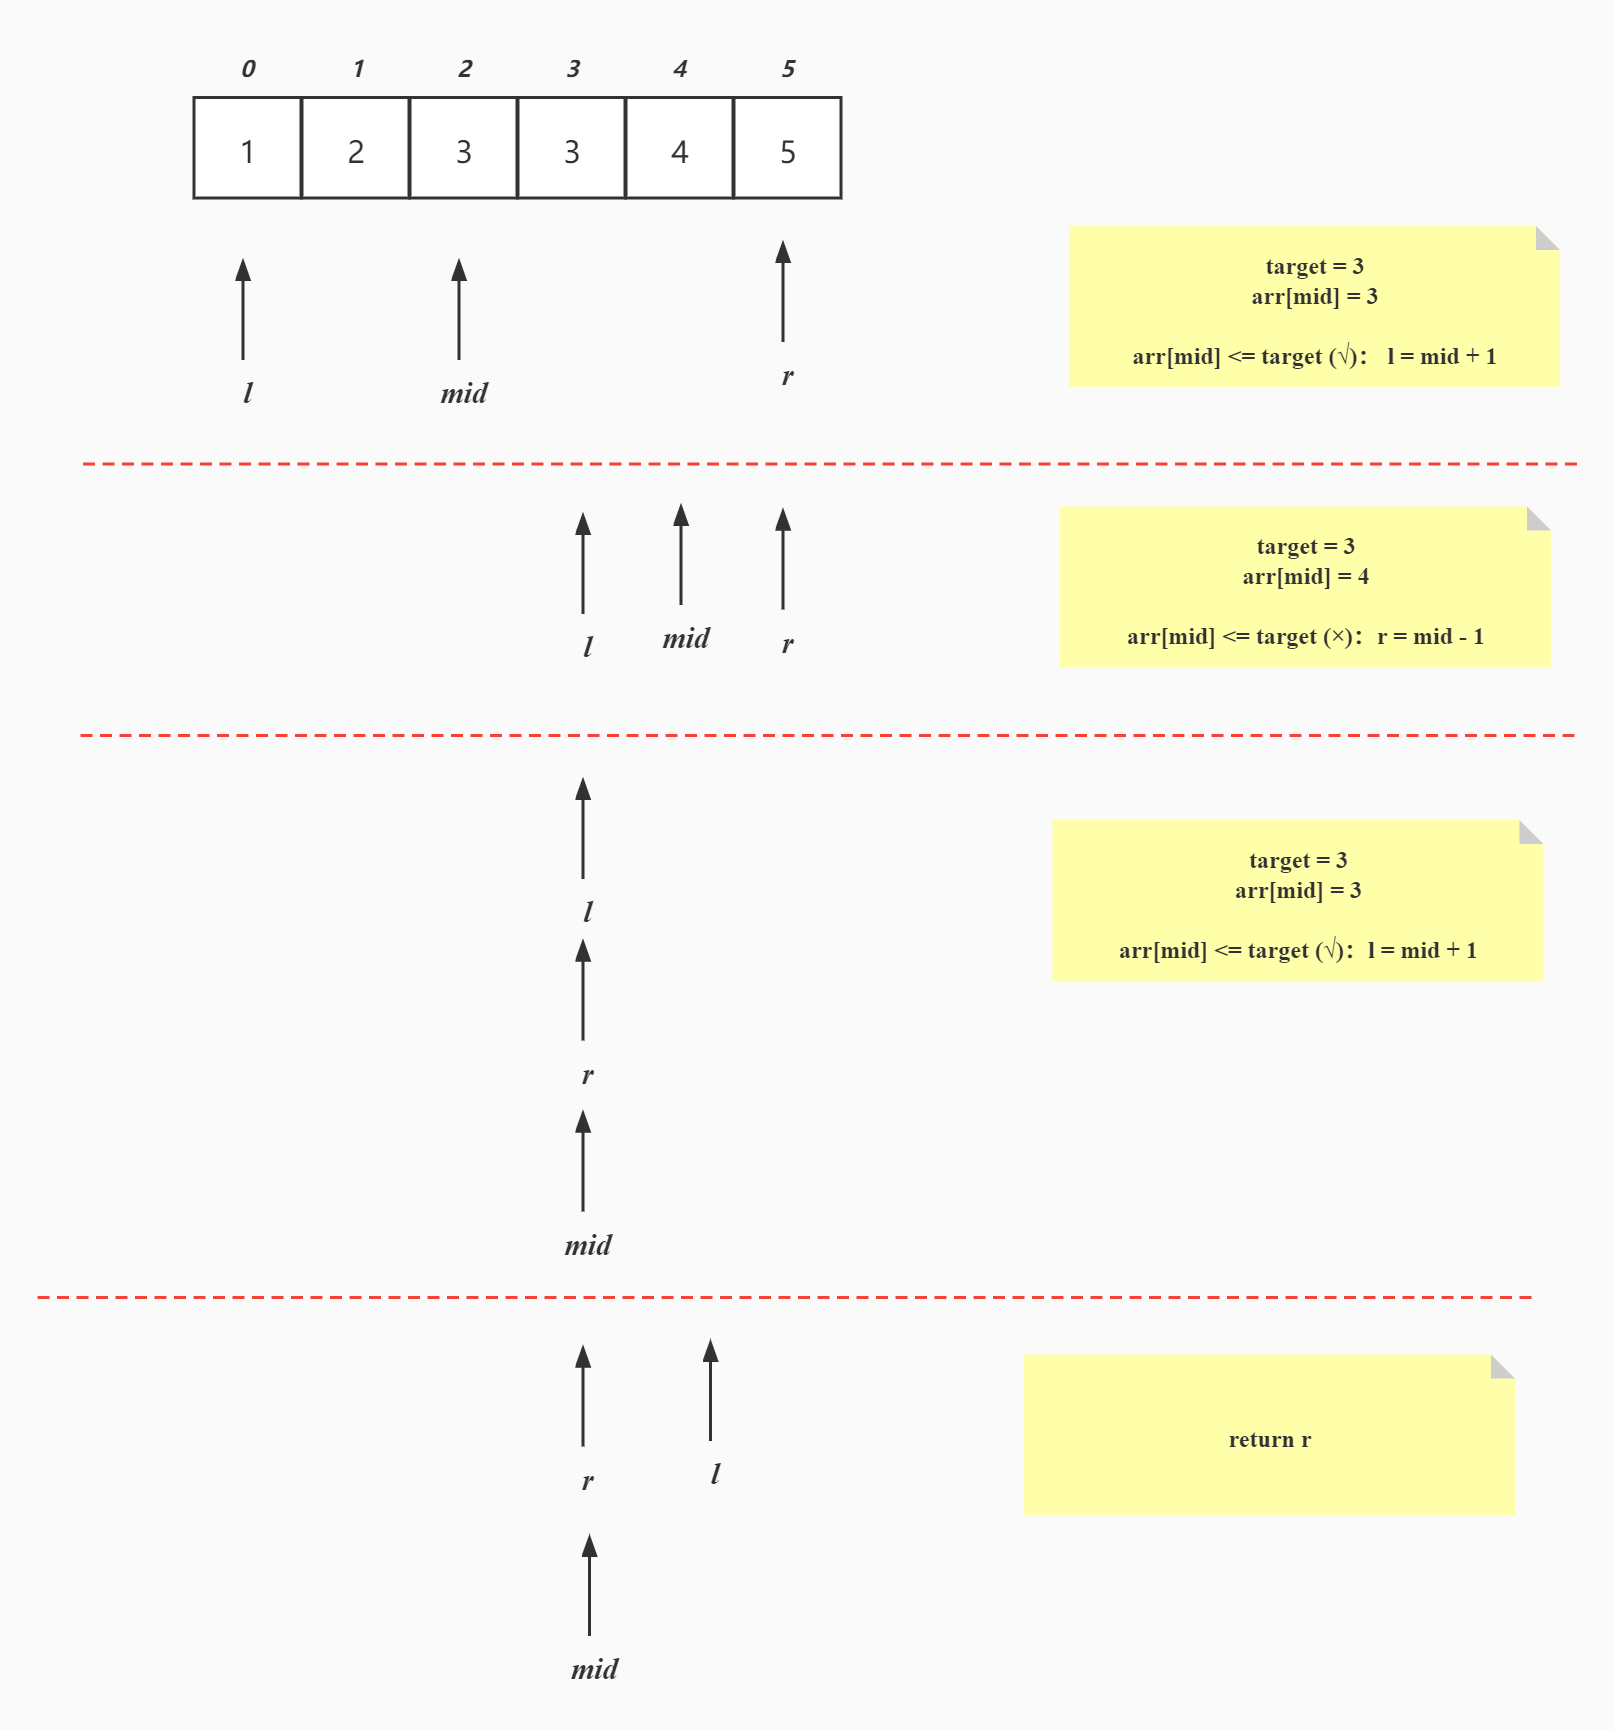 0 1 2 3 4 5
1 2 3 3 4 5
l mid r
target = 3
arr[mid] = 3
arr[mid] <= target (√)： l = mid + 1
l mid r
target = 3
arr[mid] = 4
arr[mid] <= target (×)： r = mid - 1
l
r
mid
target = 3
arr[mid] = 3
arr[mid] <= target (√)： l = mid + 1
r l
mid
return r